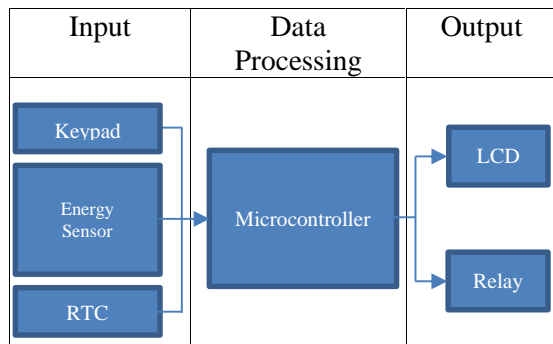 Input
Data
Processing
Output
Keypad
Energy
Sensor
RTC
Microcontroller
LCD
Relay